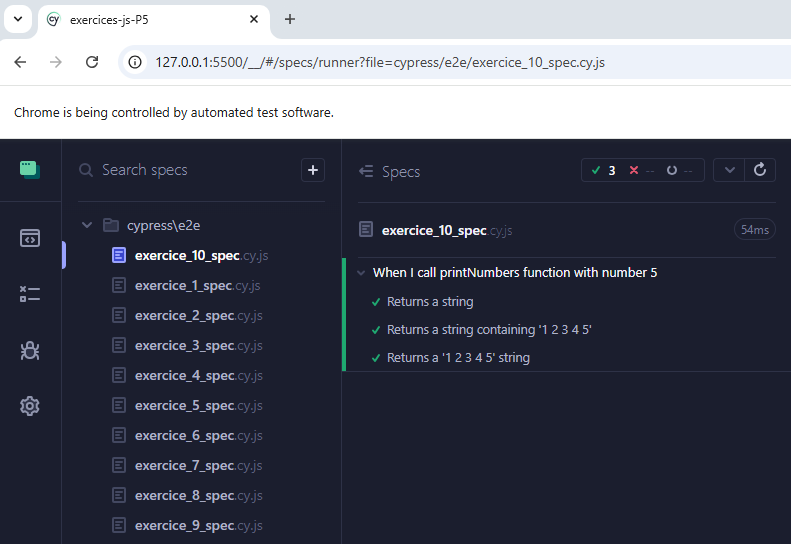 cy exercices-js-P5
127.0.0.1:5500/__/#/specs/runner?file=cypress/e2e/exercice_10_spec.cy.js
Chrome is being controlled by automated test software.
Search specs
+
cypress\e2e
exercice_10_spec.cy.js
exercice_1_spec.cy.js
exercice_2_spec.cy.js
exercice_3_spec.cy.js
exercice_4_spec.cy.js
exercice_5_spec.cy.js
exercice_6_spec.cy.js
exercice_7_spec.cy.js
exercice_8_spec.cy.js
exercice_9_spec.cy.js
Specs
3 -- --
exercice_10_spec.cy.js 54ms
When I call printNumbers function with number 5
Returns a string
Returns a string containing '1 2 3 4 5'
Returns a '1 2 3 4 5' string